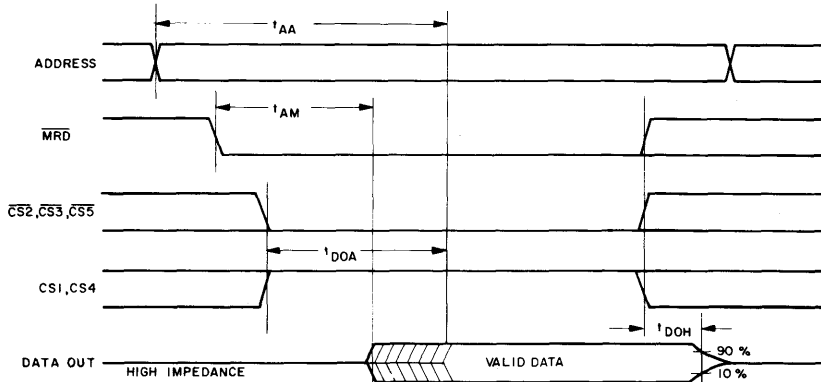 tAA
ADDRESS
tAM
MRD
CS2,CS3,CS5
tDOA
CS1,CS4
tDOH
90 %
DATA OUT
HIGH IMPEDANCE
VALID DATA
10 %